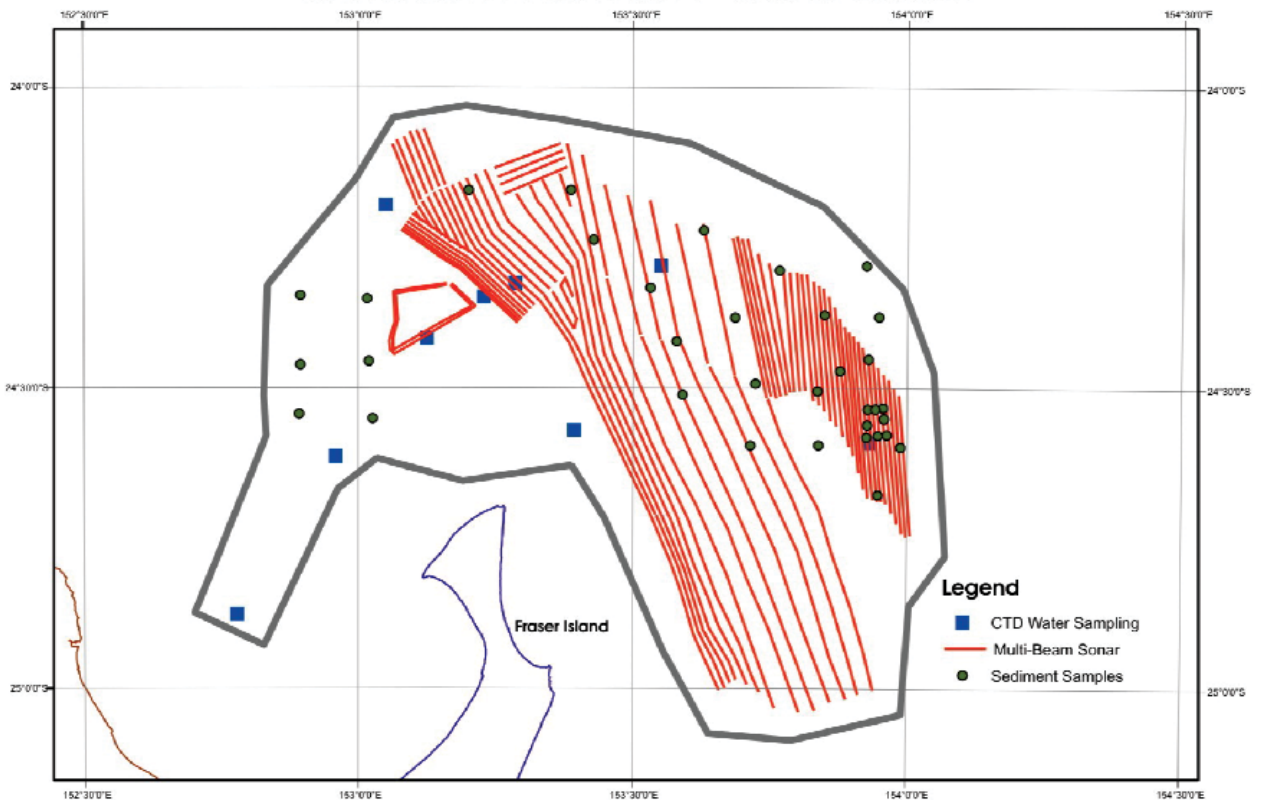 152°30'0"E 153°0'0"E 153°30'0"E 154°0'0"E 154°30'0"E
24°0'0"S 24°0'0"S
24°30'0"S 24°30'0"S
Legend
CTD Water Sampling
Fraser Island
Multi-Beam Sonar
Sediment Samples
25°0'0"S 25°0'0"S
152°30'0"E 153°0'0"E 153°30'0"E 154°0'0"E 154°30'0"E